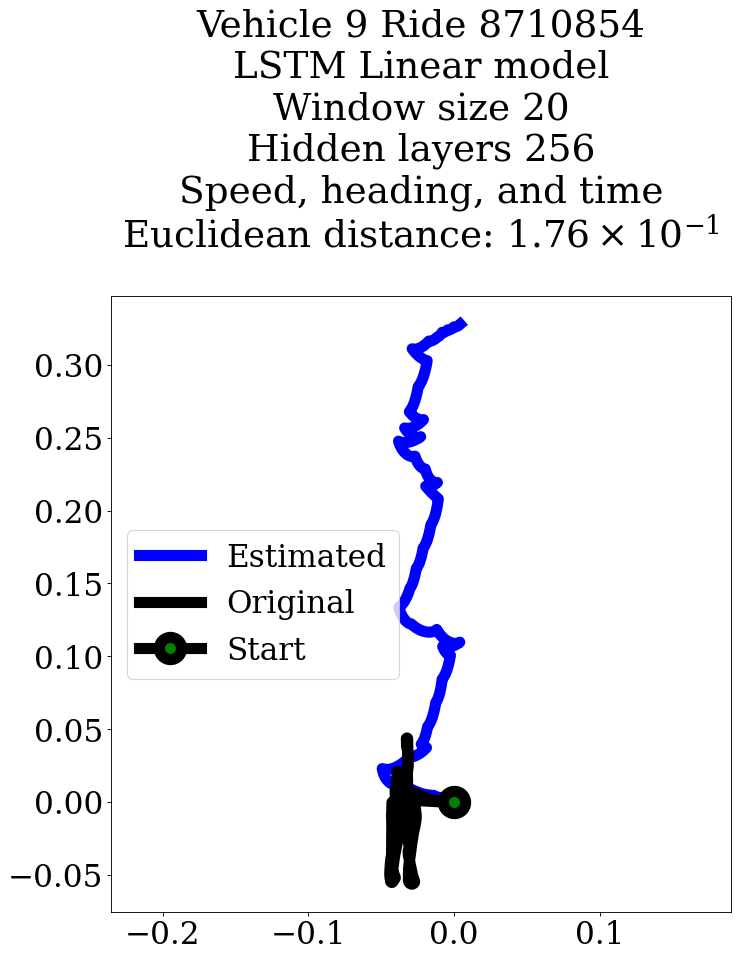 Vehicle 9 Ride 8710854
LSTM Linear model
Window size 20
Hidden layers 256
Speed, heading, and time
Euclidean distance: 1.76 × 10⁻¹
0.30
0.25
0.20
0.15
0.10
0.05
0.00
−0.05
Estimated
Original
Start
−0.2
−0.1
0.0
0.1